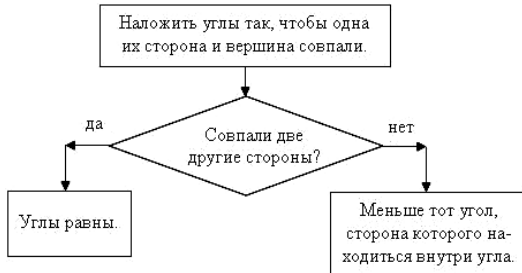 Наложить углы так, чтобы одна
их сторона и вершина совпали.
да
Совпали две
другие стороны?
нет
Углы равны.
Меньше тот угол,
сторона которого на-
ходиться внутри угла.